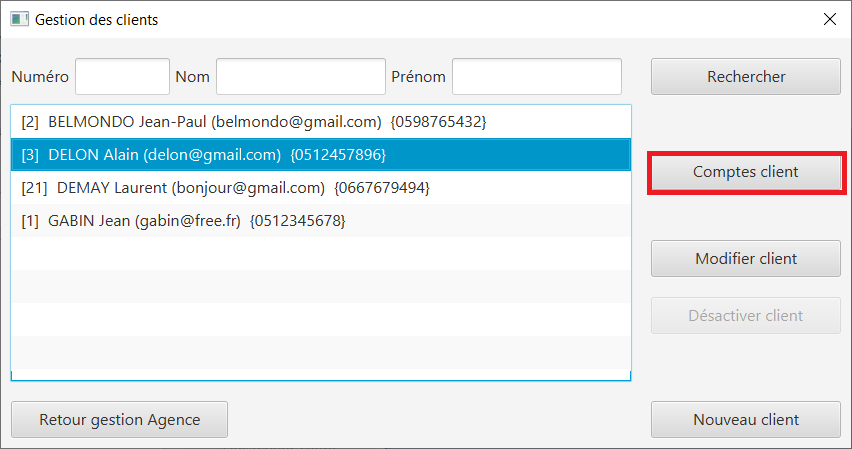 Gestion des clients
Numéro Nom Prénom Rechercher
[2] BELMONDO Jean-Paul (belmondo@gmail.com) {0598765432}
[3] DELON Alain (delon@gmail.com) {0512457896}
[21] DEMAY Laurent (bonjour@gmail.com) {0667679494}
[1] GABIN Jean (gabin@free.fr) {0512345678}
Comptes client
Modifier client
Désactiver client
Retour gestion Agence
Nouveau client